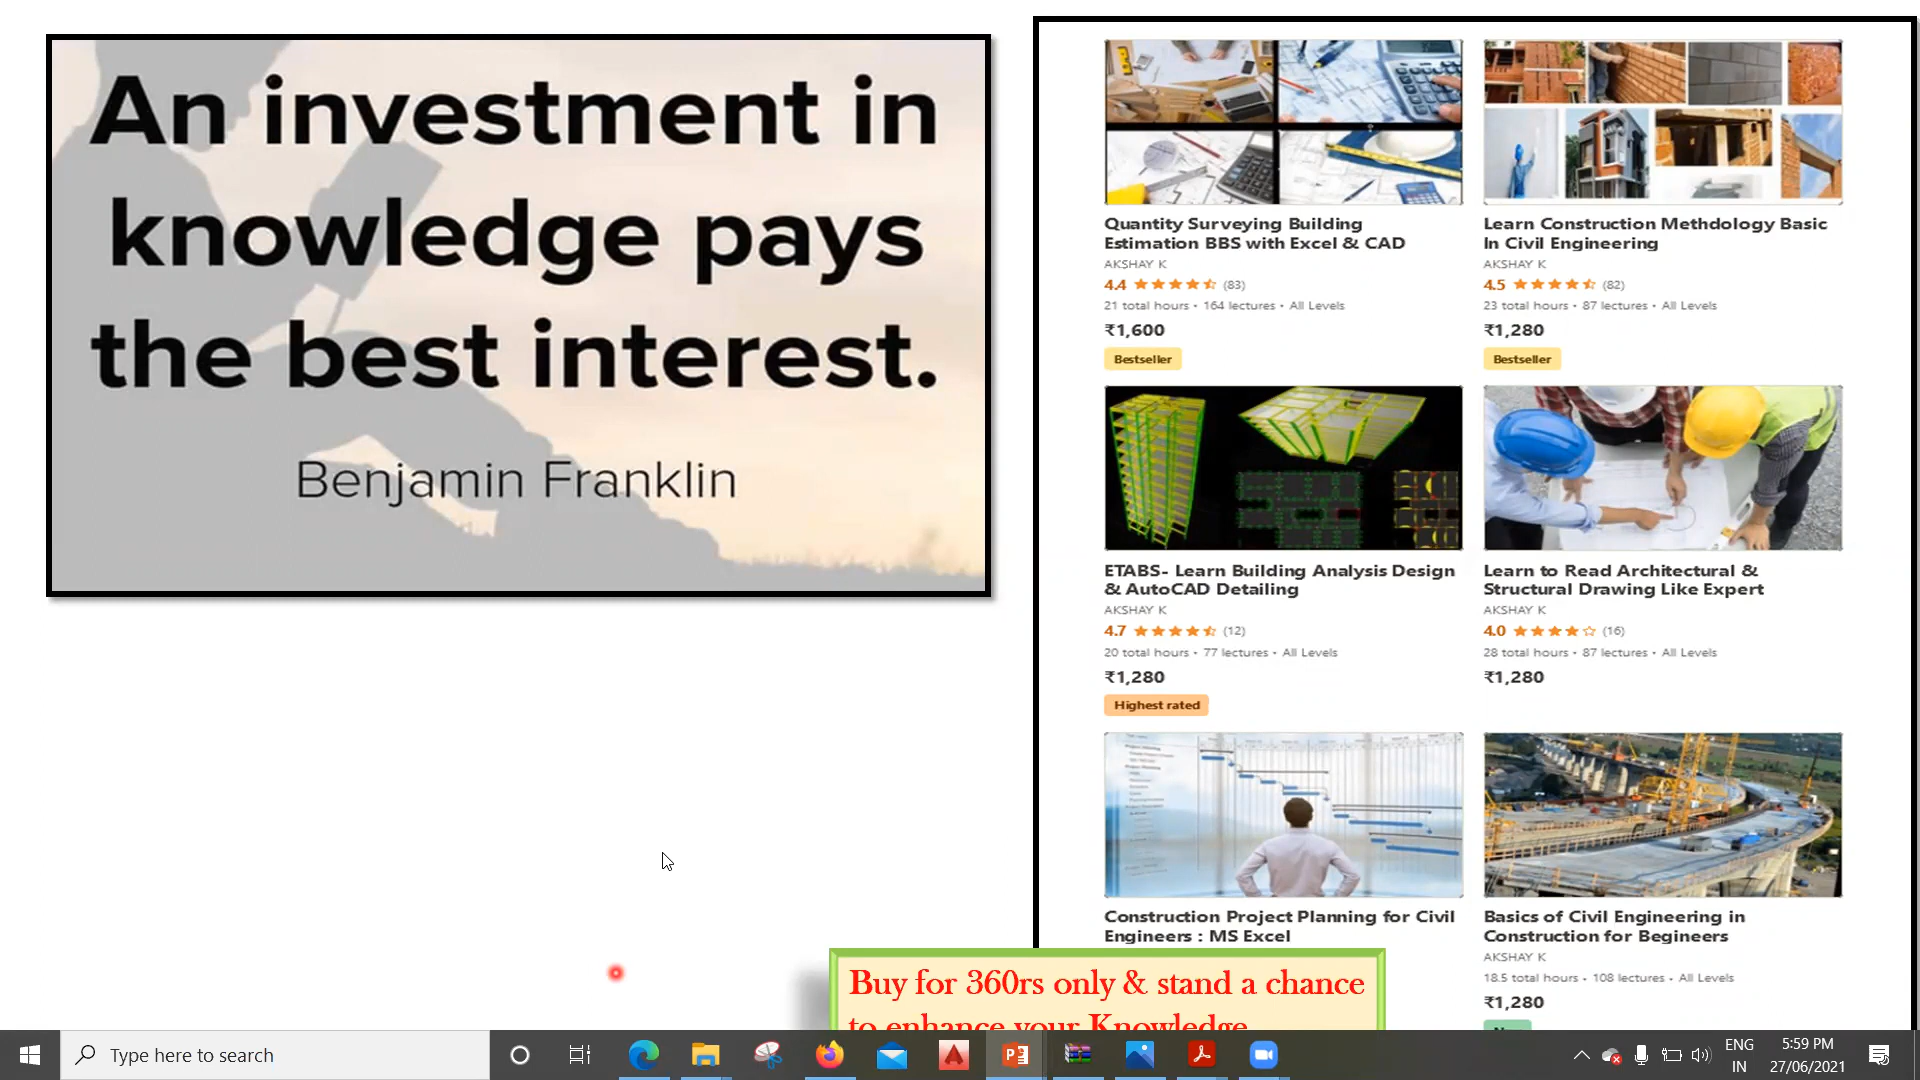 An investment in
knowledge pays
the best interest.
Benjamin Franklin
Quantity Surveying Building
Estimation BBS with Excel & CAD
AKSHAY K
4.4 (83)
21 total hours • 164 lectures • All Levels
₹1,600
Bestseller
Learn Construction Methdology Basic
In Civil Engineering
AKSHAY K
4.5 (82)
23 total hours • 87 lectures • All Levels
₹1,280
Bestseller
ETABS- Learn Building Analysis Design
& AutoCAD Detailing
AKSHAY K
4.7 (12)
20 total hours • 77 lectures • All Levels
₹1,280
Highest rated
Learn to Read Architectural &
Structural Drawing Like Expert
AKSHAY K
4.0 (16)
28 total hours • 87 lectures • All Levels
₹1,280
Construction Project Planning for Civil
Engineers : MS Excel
Basics of Civil Engineering in
Construction for Begineers
AKSHAY K
18.5 total hours • 108 lectures • All Levels
₹1,280
Buy for 360rs only & stand a chance
to enhance your Knowledge
Type here to search
ENG
IN
5:59 PM
27/06/2021